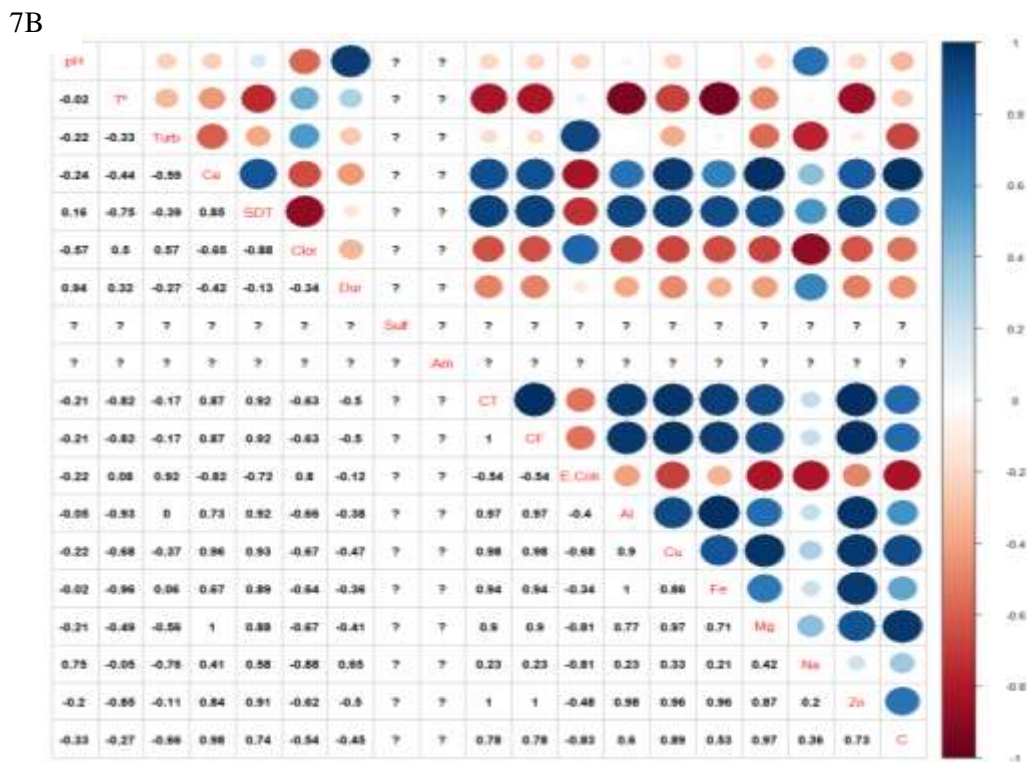 7B
pH ? ? 1
-0.02 T° ? ? 0.8
-0.22 -0.33 Turb ? ?
-0.24 -0.44 -0.59 Ca ? ? 0.6
0.16 -0.75 -0.39 0.85 SDT ? ?
-0.57 0.5 0.57 -0.65 -0.88 Clor ? ? 0.4
0.94 0.32 -0.27 -0.42 -0.13 -0.34 Dur ? ? 0.2
? ? ? ? ? ? ? Sulf ? ? ? ? ? ? ? ? ? ? ?
? ? ? ? ? ? ? ? Am ? ? ? ? ? ? ? ? ? ?
-0.21 -0.82 -0.17 0.87 0.92 -0.63 -0.5 ? ? CT 0
-0.21 -0.82 -0.17 0.87 0.92 -0.63 -0.5 ? ? 1 CF
-0.22 0.08 0.92 -0.82 -0.72 0.8 -0.12 ? ? -0.54 -0.54 E.Coli -0.2
-0.05 -0.93 0 0.73 0.92 -0.66 -0.38 ? ? 0.97 0.97 -0.4 Al -0.4
-0.22 -0.68 -0.37 0.96 0.93 -0.67 -0.47 ? ? 0.98 0.98 -0.68 0.9 Cu
-0.02 -0.96 0.06 0.67 0.89 -0.64 -0.36 ? ? 0.94 0.94 -0.34 1 0.86 Fe -0.6
-0.21 -0.49 -0.56 1 0.88 -0.67 -0.41 ? ? 0.9 0.9 -0.81 0.77 0.97 0.71 Mg
0.75 -0.05 -0.76 0.41 0.58 -0.88 0.65 ? ? 0.23 0.23 -0.81 0.23 0.33 0.21 0.42 Na -0.8
-0.2 -0.85 -0.11 0.84 0.91 -0.62 -0.5 ? ? 1 1 -0.48 0.98 0.96 0.96 0.87 0.2 Zn
-0.33 -0.27 -0.66 0.98 0.74 -0.54 -0.45 ? ? 0.78 0.78 -0.83 0.6 0.89 0.53 0.97 0.36 0.73 C -1